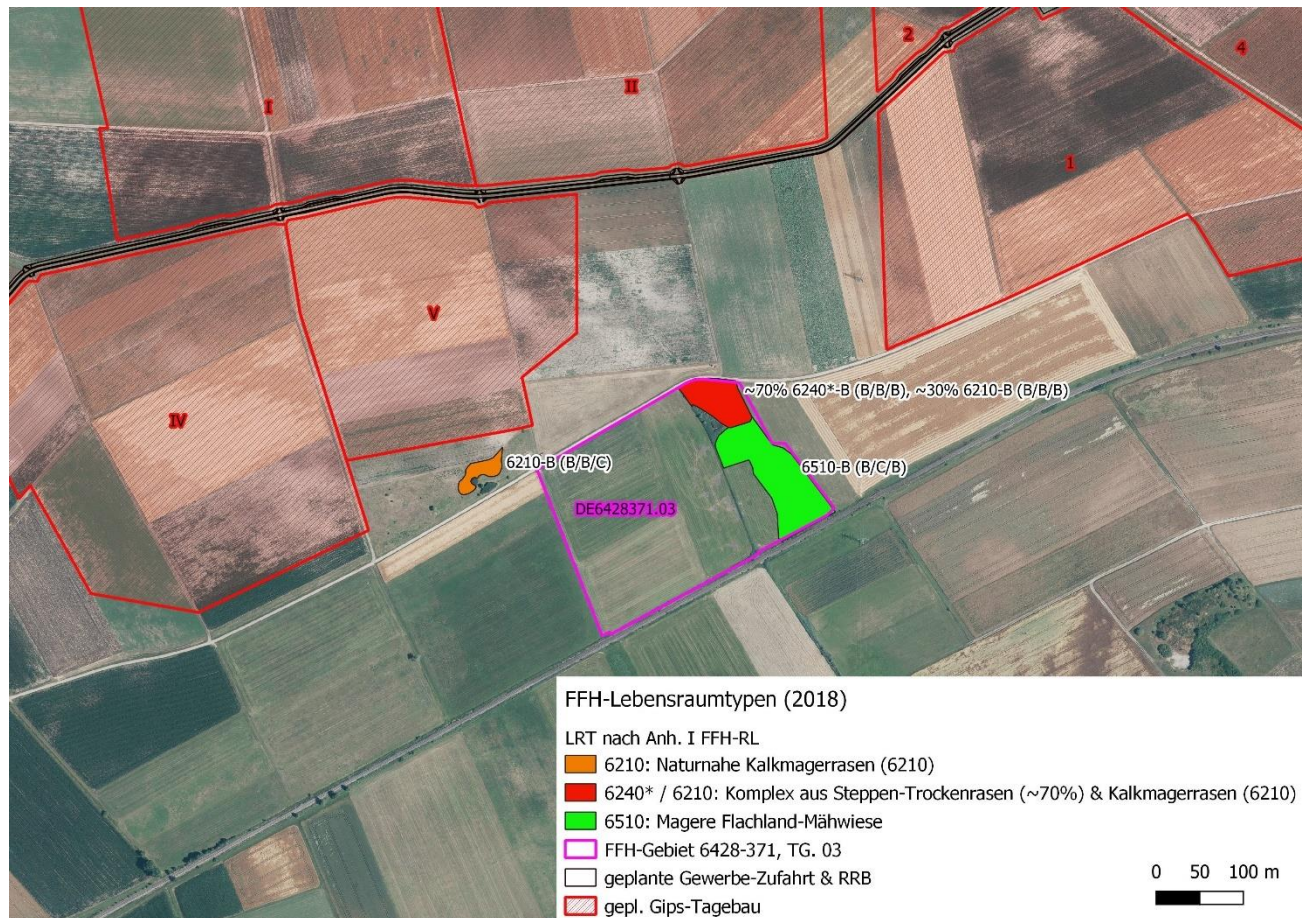 2
4
I
II
1
V
~70% 6240*-B (B/B/B), ~30% 6210-B (B/B/B)
IV
6210-B (B/B/C)
6510-B (B/C/B)
DE6428371.03
FFH-Lebensraumtypen (2018)
LRT nach Anh. I FFH-RL
6210: Naturnahe Kalkmagerrasen (6210)
6240* / 6210: Komplex aus Steppen-Trockenrasen (~70%) & Kalkmagerrasen (6210)
6510: Magere Flachland-Mähwiese
FFH-Gebiet 6428-371, TG. 03
geplante Gewerbe-Zufahrt & RRB
gepl. Gips-Tagebau
0 50 100 m